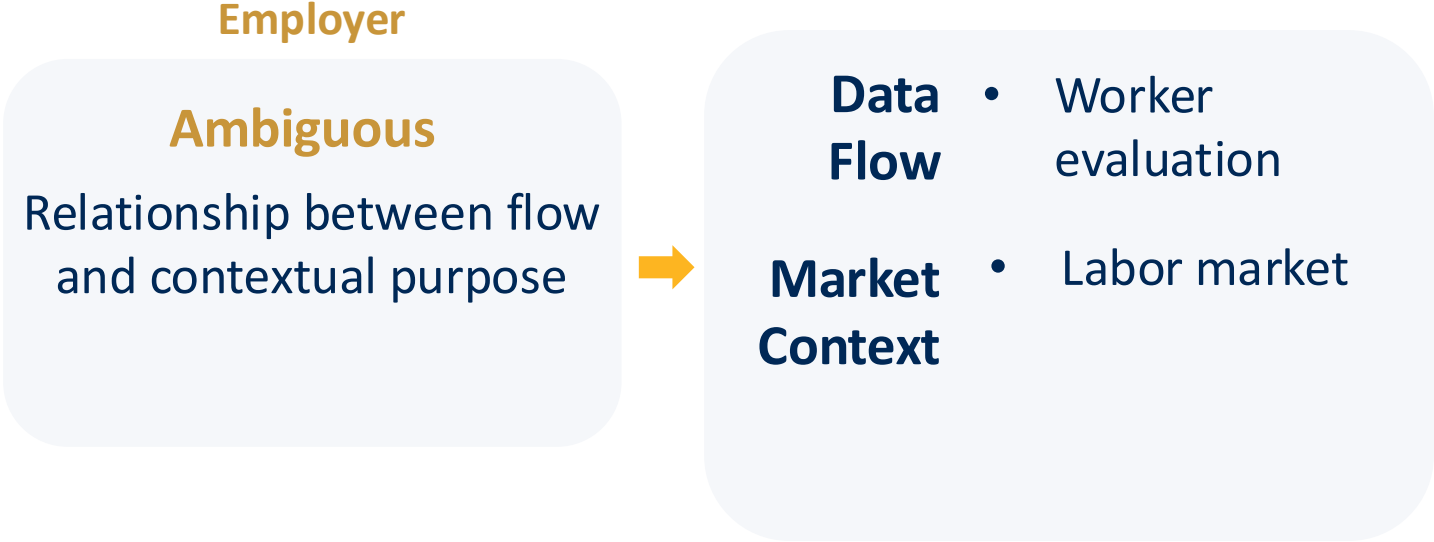 Employer
Ambiguous
Relationship between flow
and contextual purpose
Data
Flow
• Worker
evaluation
Market
Context
• Labor market